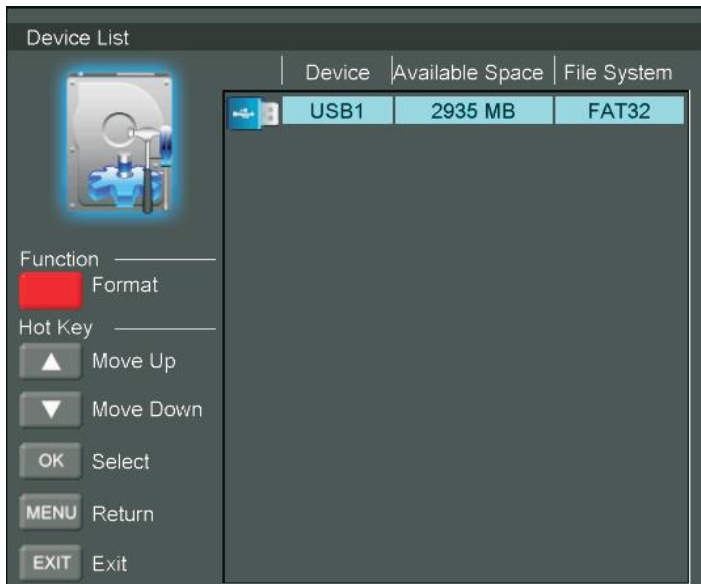 Device List
Device Available Space File System
USB1 2935 MB FAT32
Function
Format
Hot Key
Move Up
Move Down
OK Select
MENU Return
EXIT Exit